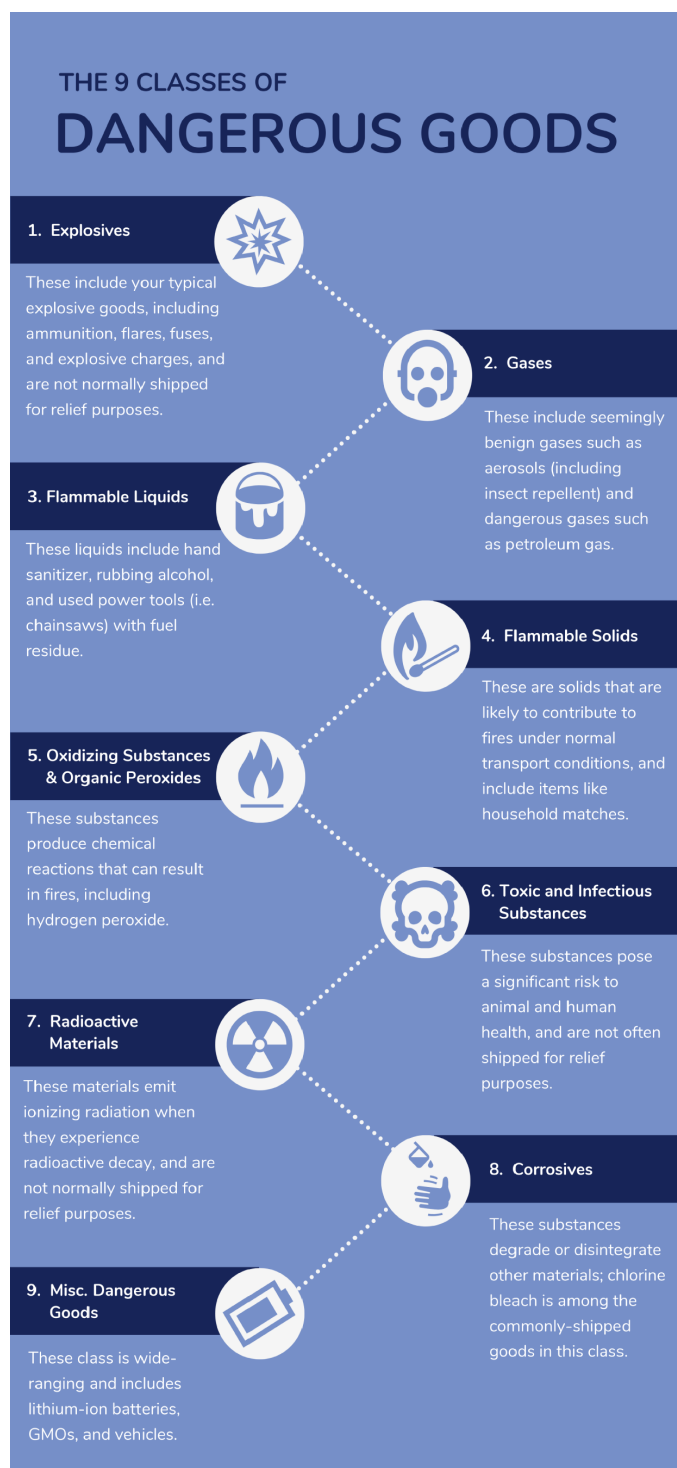 THE 9 CLASSES OF
DANGEROUS GOODS
1. Explosives
These include your typical
explosive goods, including
ammunition, flares, fuses,
and explosive charges, and
are not normally shipped
for relief purposes.
2. Gases
These include seemingly
benign gases such as
aerosols (including
insect repellent) and
dangerous gases such
as petroleum gas.
3. Flammable Liquids
These liquids include hand
sanitizer, rubbing alcohol,
and used power tools (i.e.
chainsaws) with fuel
residue.
4. Flammable Solids
These are solids that are
likely to contribute to
fires under normal
transport conditions, and
include items like
household matches.
5. Oxidizing Substances
& Organic Peroxides
These substances
produce chemical
reactions that can result
in fires, including
hydrogen peroxide.
6. Toxic and Infectious
Substances
These substances pose
a significant risk to
animal and human
health, and are not often
shipped for relief
purposes.
7. Radioactive
Materials
These materials emit
ionizing radiation when
they experience
radioactive decay, and are
not normally shipped for
relief purposes.
8. Corrosives
These substances
degrade or disintegrate
other materials; chlorine
bleach is among the
commonly-shipped
goods in this class.
9. Misc. Dangerous
Goods
These class is wide-
ranging and includes
lithium-ion batteries,
GMOs, and vehicles.